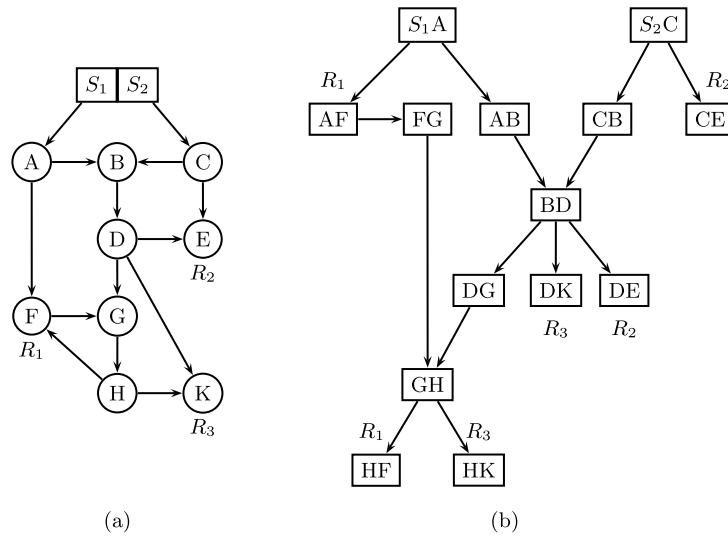 S₁A S₂C
R₁ R₂
S₁ S₂
AF FG AB CB CE
A B C
BD
D E
R₂
DG DK DE
F G
R₁
R₃ R₂
GH
H K
R₃
R₁ R₃
HF HK
(a) (b)